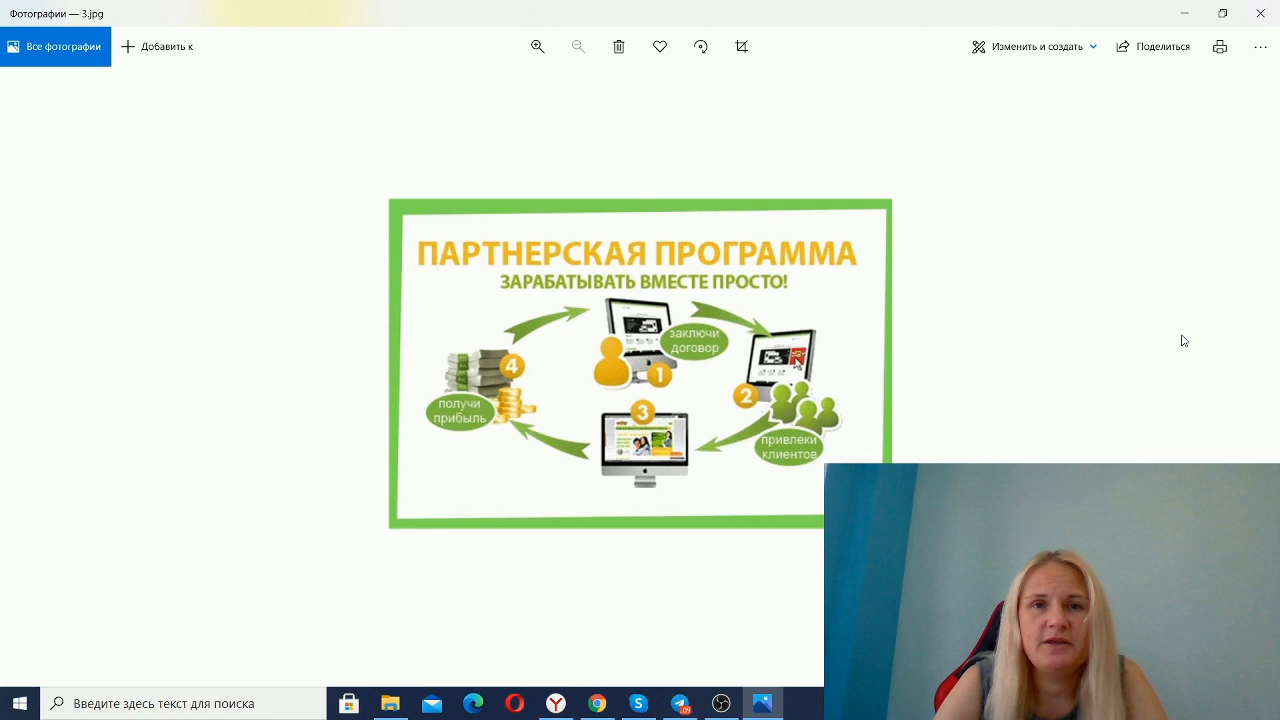 Фотографии — 3.jpg
Все фотографии
Добавить к
Изменить и создать
Поделиться
ПАРТНЕРСКАЯ ПРОГРАММА
ЗАРАБАТЫВАТЬ ВМЕСТЕ ПРОСТО!
заключи
договор
1
2
привлеки
клиентов
3
4
получи
прибыль
Введите здесь текст для поиска